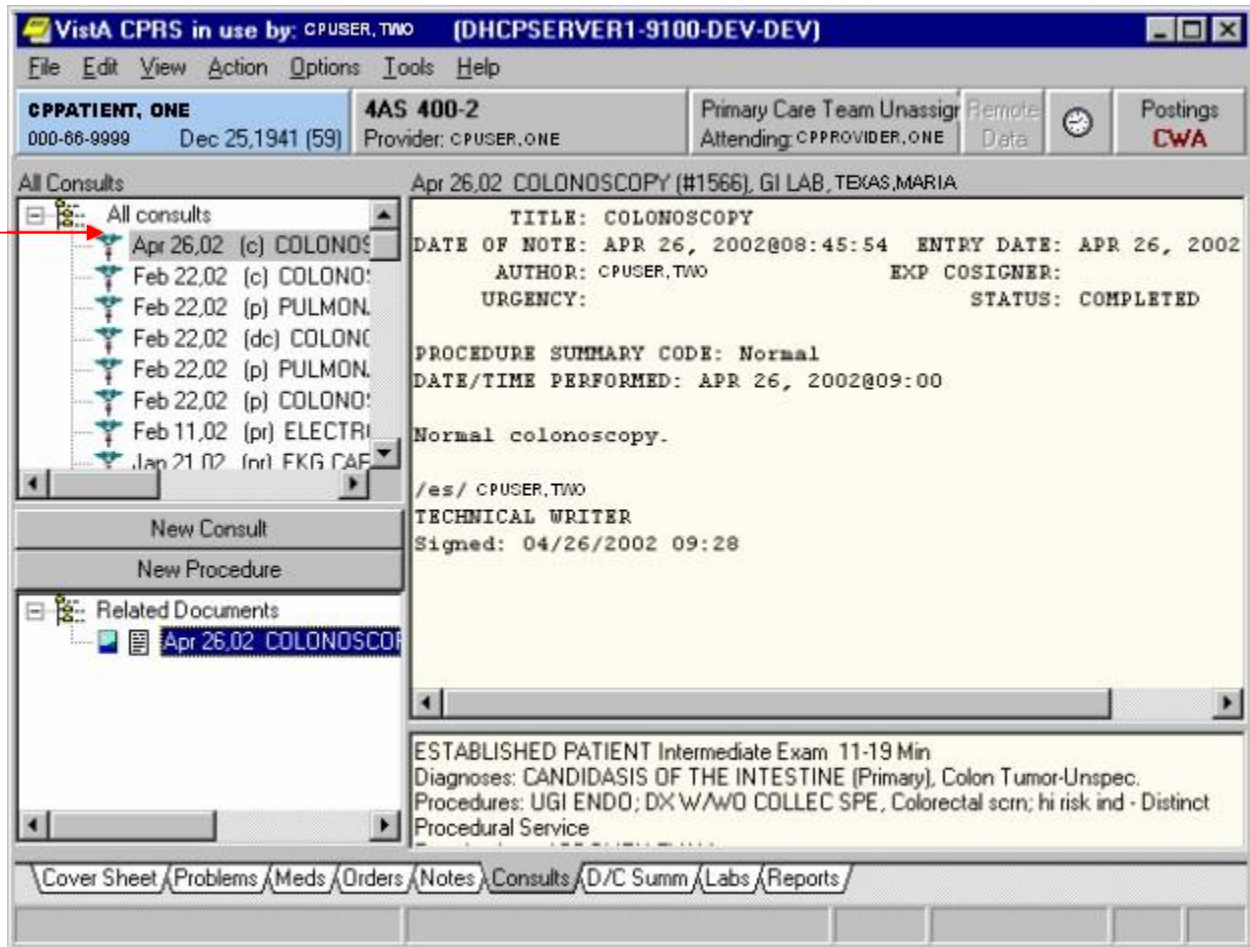 VistA CPRS in use by: CPUSER, TWO (DHCPSERVER1-9100-DEV-DEV)
File Edit View Action Options Tools Help
CPPATIENT, ONE
000-66-9999 Dec 25,1941 (59)
4AS 400-2
Provider: CPUSER, ONE
Primary Care Team Unassigr
Attending: CPPROVIDER, ONE
Remote
Data
Postings
CWA
All Consults
All consults
Apr 26,02 (c) COLONOS
Feb 22,02 (c) COLONO
Feb 22,02 (p) PULMON
Feb 22,02 (dc) COLONO
Feb 22,02 (p) PULMON
Feb 22,02 (p) COLONO
Feb 11,02 (pr) ELECTR
Jan 21,02 (pr) EKG
New Consult
New Procedure
Related Documents
Apr 26,02 COLONOSCOP
Apr 26,02 COLONOSCOPY (#1566), GI LAB, TEXAS,MARIA
TITLE: COLONOSCOPY
DATE OF NOTE: APR 26, 2002@08:45:54 ENTRY DATE: APR 26, 2002
AUTHOR: CPUSER, TWO EXP COSIGNER:
URGENCY: STATUS: COMPLETED
PROCEDURE SUMMARY CODE: Normal
DATE/TIME PERFORMED: APR 26, 2002@09:00
Normal colonoscopy.
/es/ CPUSER, TWO
TECHNICAL WRITER
Signed: 04/26/2002 09:28
ESTABLISHED PATIENT Intermediate Exam 11-19 Min
Diagnoses: CANDIDASIS OF THE INTESTINE (Primary), Colon Tumor-Unspec.
Procedures: UGI ENDO; DX W/WO COLLEC SPE, Colorectal scrn; hi risk ind - Distinct
Procedural Service
Cover Sheet Problems Meds Orders Notes Consults D/C Summ Labs Reports